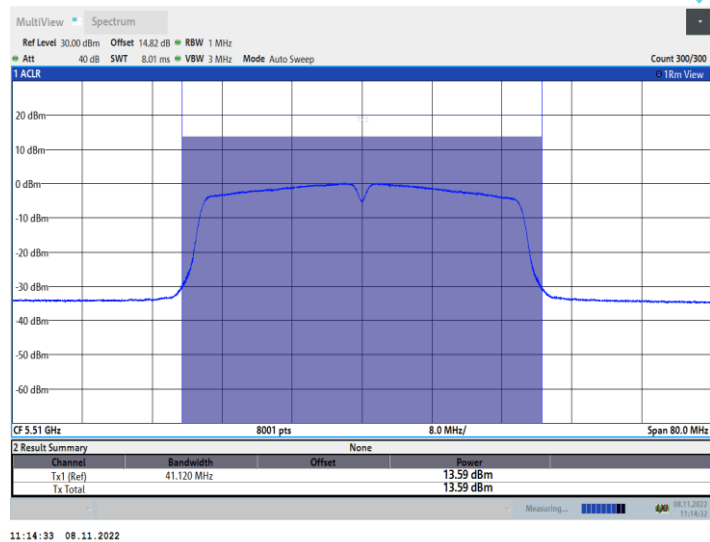 MultiView Spectrum
Ref Level 30.00 dBm Offset 14.82 dB RBW 1 MHz
Att 40 dB SWT 8.01 ms VBW 3 MHz Mode Auto Sweep Count 300/300
1 ACLR 1Rm View
20 dBm
10 dBm
0 dBm
-10 dBm
-20 dBm
-30 dBm
-40 dBm
-50 dBm
-60 dBm
CF 5.51 GHz 8001 pts 8.0 MHz/ Span 80.0 MHz
2 Result Summary None
Channel Bandwidth Offset Power
Tx1 (Ref) 41.120 MHz 13.59 dBm
Tx Total 13.59 dBm
Measuring... 08.11.2022
11:14:32
11:14:33 08.11.2022